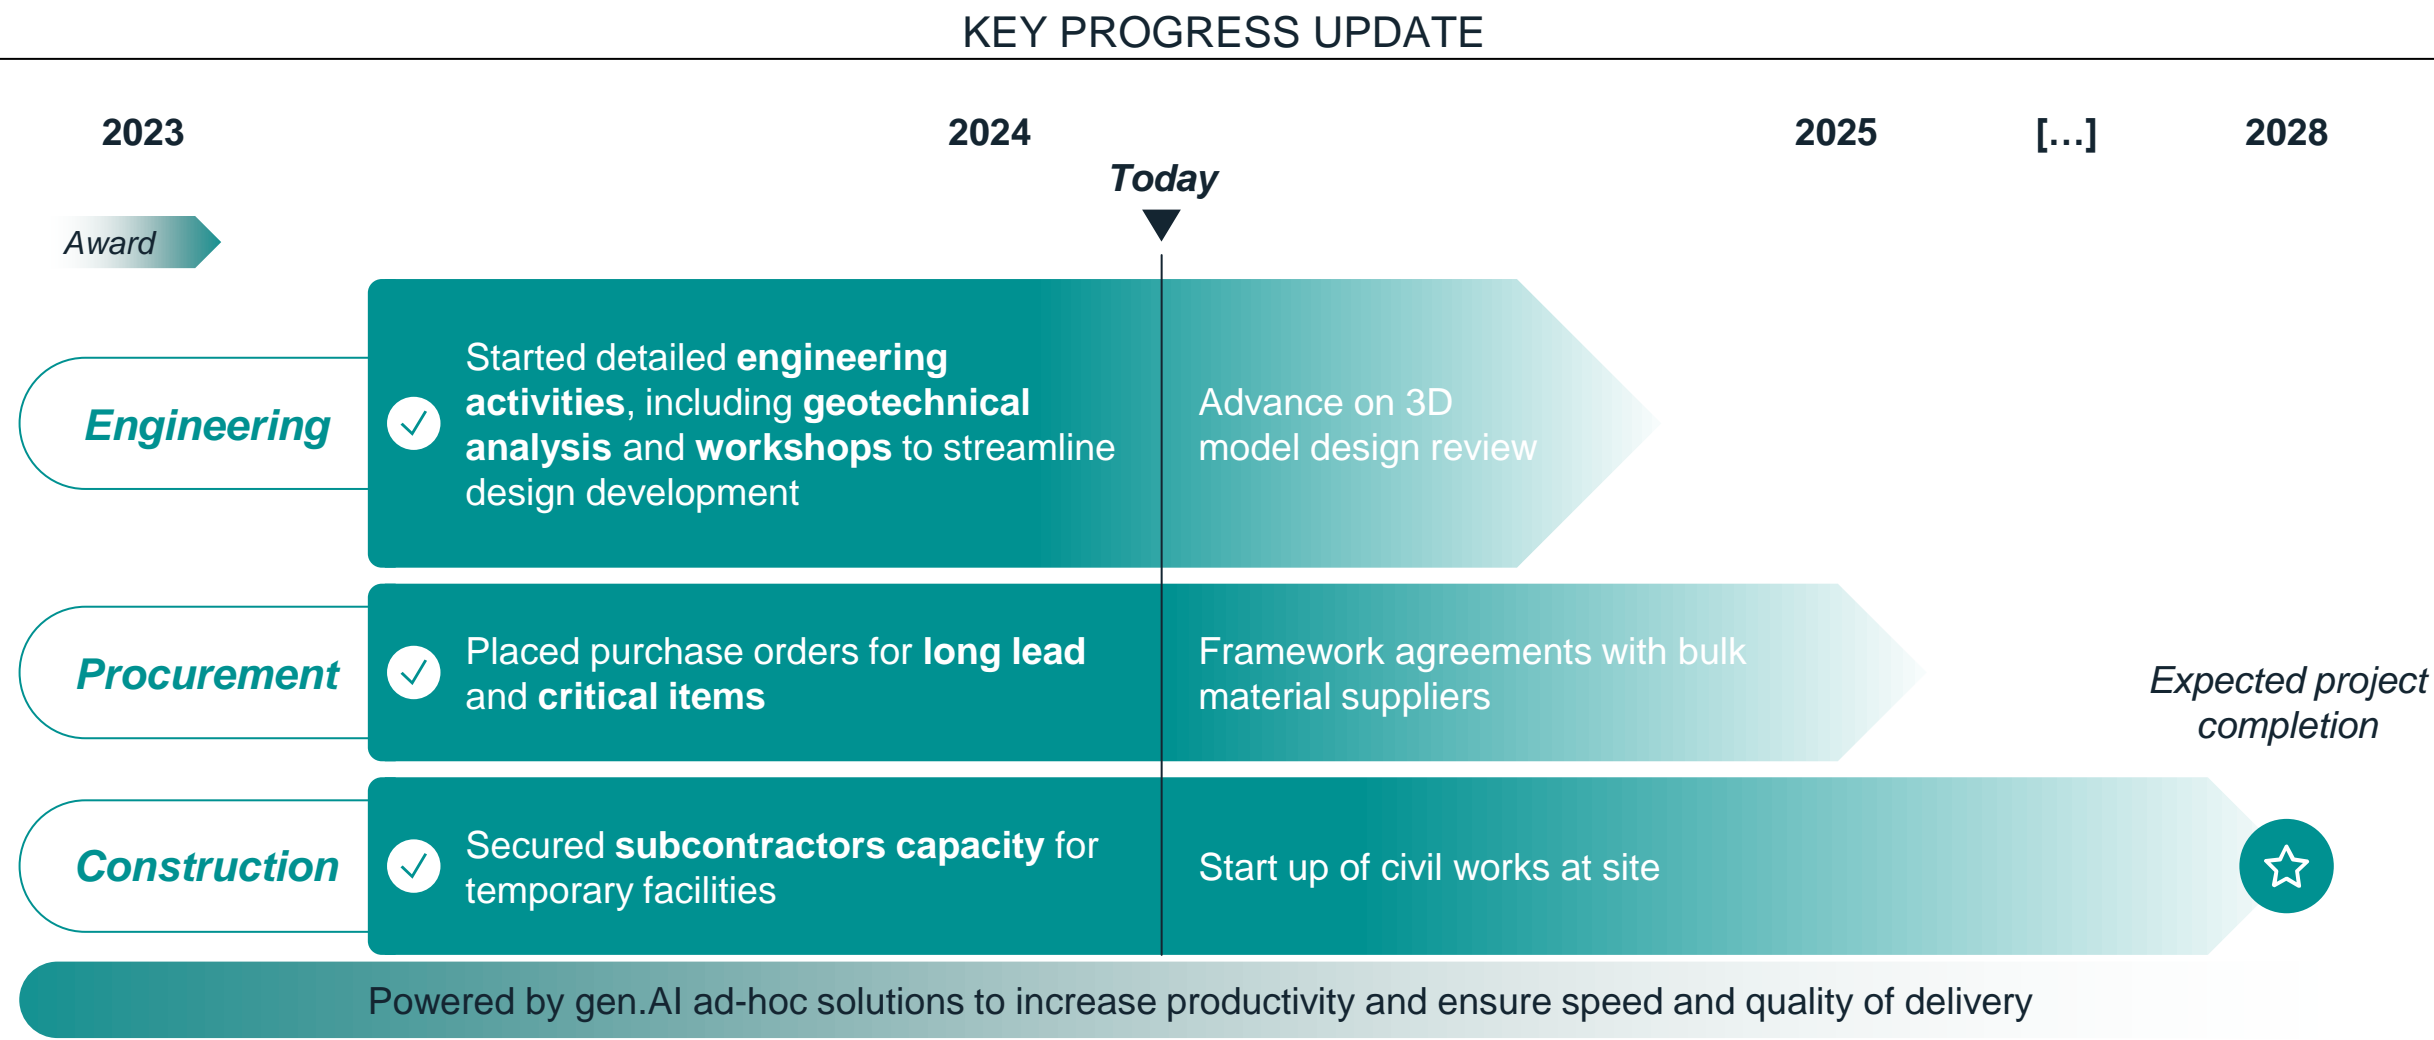 KEY PROGRESS UPDATE
2023 2024 2025 […] 2028
Today
Award
Engineering
Started detailed engineering
activities, including geotechnical
analysis and workshops to streamline
design development
Advance on 3D
model design review
Procurement
Placed purchase orders for long lead
and critical items
Framework agreements with bulk
material suppliers
Expected project
completion
Construction
Secured subcontractors capacity for
temporary facilities
Start up of civil works at site
Powered by gen.AI ad-hoc solutions to increase productivity and ensure speed and quality of delivery